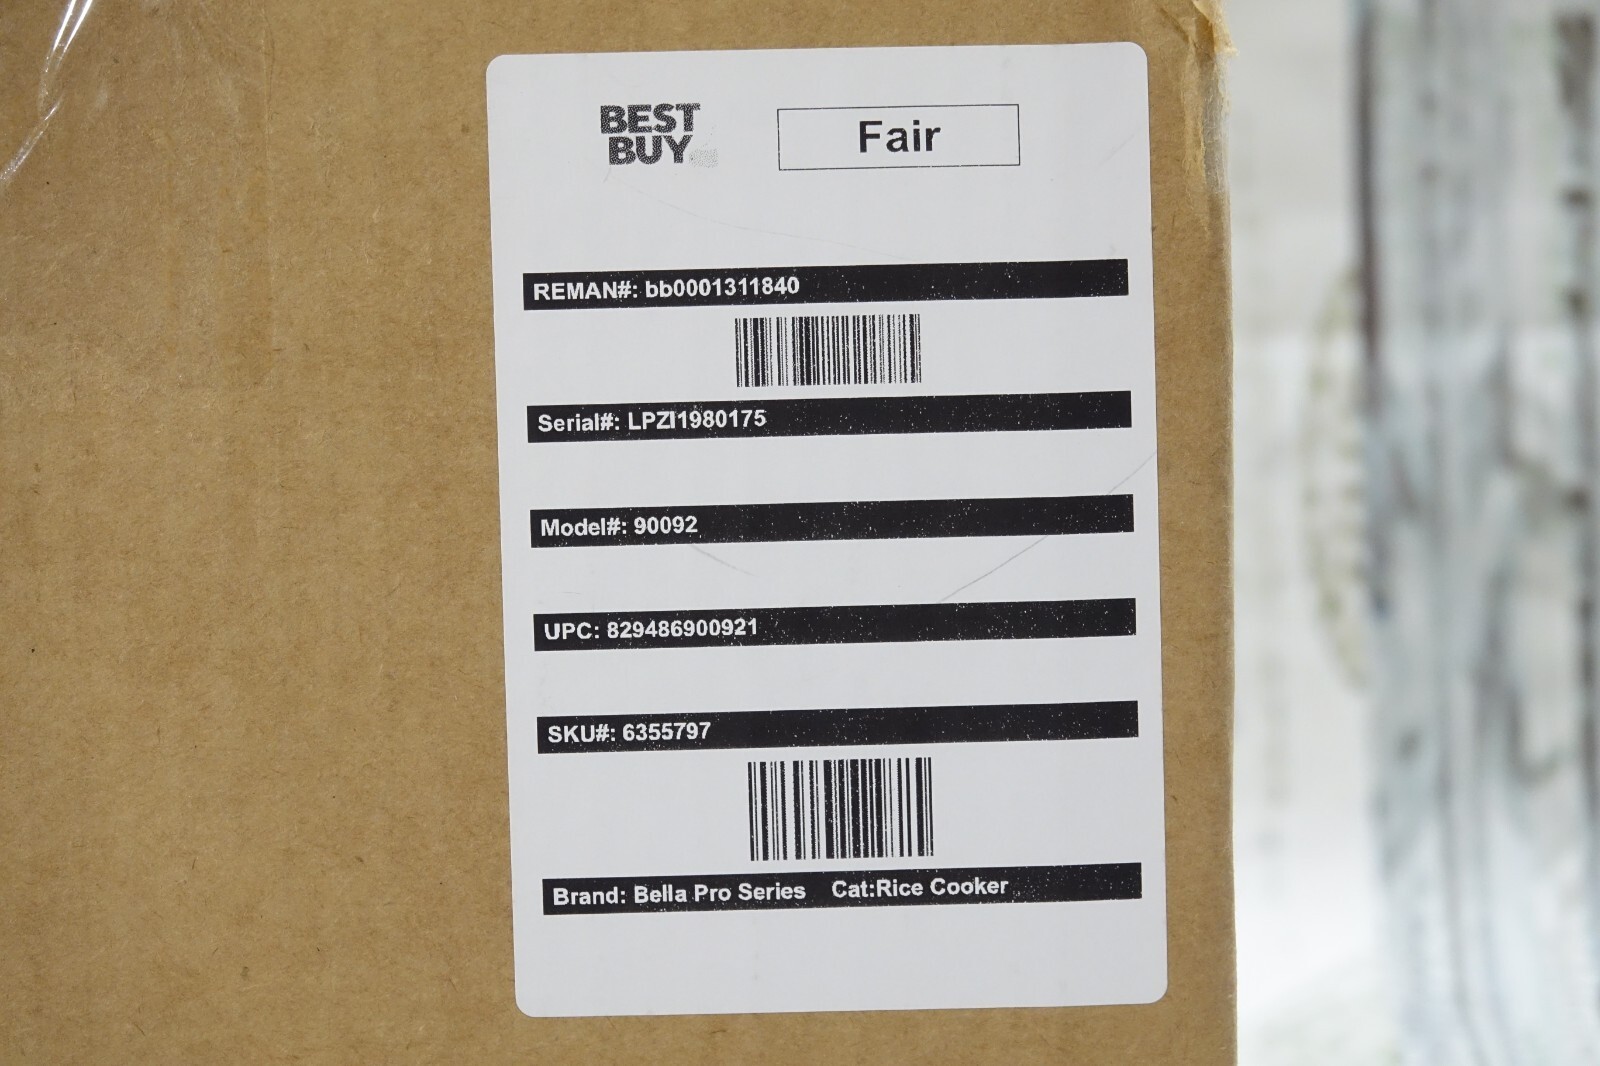 BEST
BUY
Fair
REMAN#: bb0001311840
Serial#: LPZI1980175
Model#: 90092
UPC: 829486900921
SKU#: 6355797
Brand: Bella Pro Series Cat:Rice Cooker